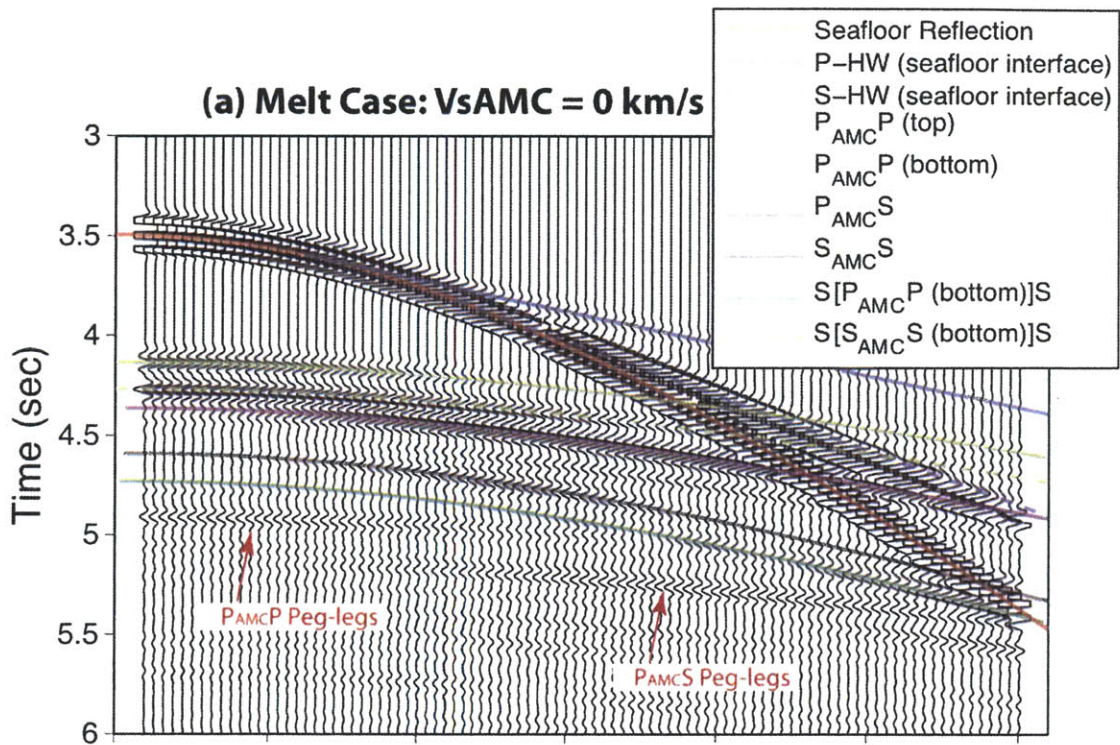 Seafloor Reflection
P-HW (seafloor interface)
S-HW (seafloor interface)
PAMCP (top)
PAMCP (bottom)
PAMCS
SAMCS
S[PAMCP (bottom)]S
S[SAMCS (bottom)]S
(a) Melt Case: VsAMC = 0 km/s
3
3.5
4
4.5
5
5.5
6
Time (sec)
PAMCP Peg-legs
PAMCS Peg-legs